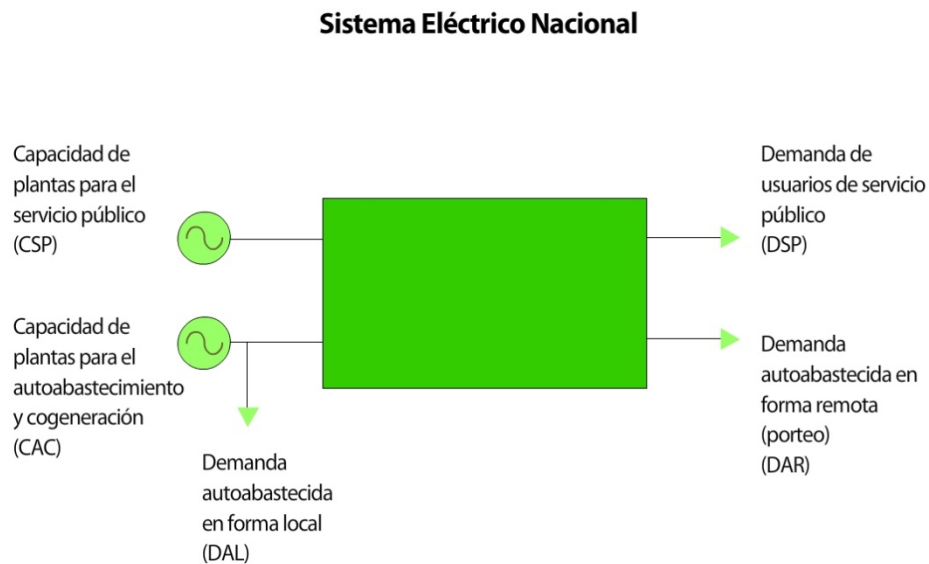 Sistema Eléctrico Nacional
Capacidad de
plantas para el
servicio público
(CSP)
Demanda de
usuarios de servicio
público
(DSP)
Capacidad de
plantas para el
autoabastecimiento
y cogeneración
(CAC)
Demanda
autoabastecida en
forma remota
(porteo)
(DAR)
Demanda
autoabastecida
en forma local
(DAL)